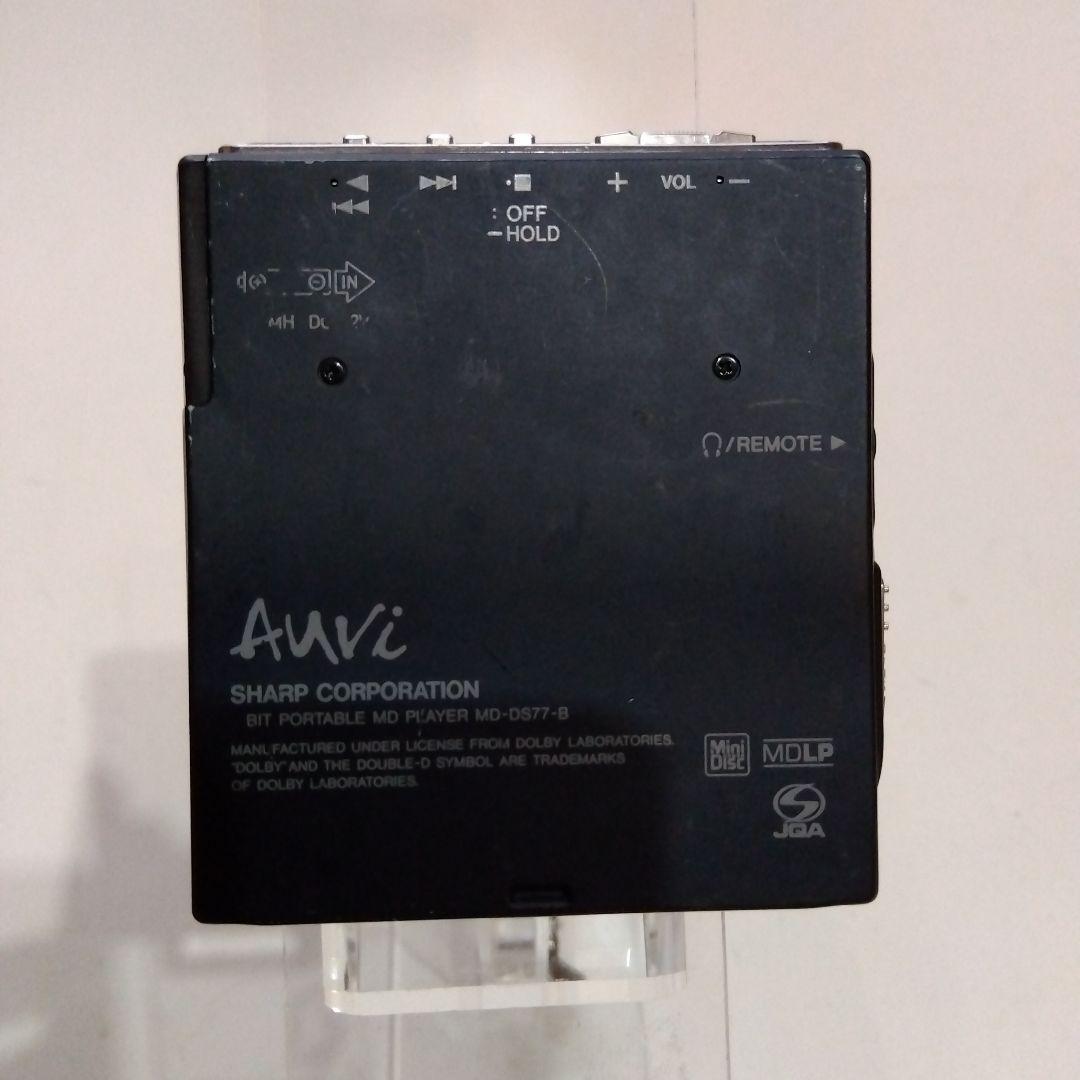 VOL
: OFF
— HOLD
IN
🎧/REMOTE ▶
Auvi
SHARP CORPORATION
BIT PORTABLE MD PLAYER MD-DS77-B
MANUFACTURED UNDER LICENSE FROM DOLBY LABORATORIES.
"DOLBY" AND THE DOUBLE-D SYMBOL ARE TRADEMARKS
OF DOLBY LABORATORIES.
Mini
Disc
MDLP
JQA